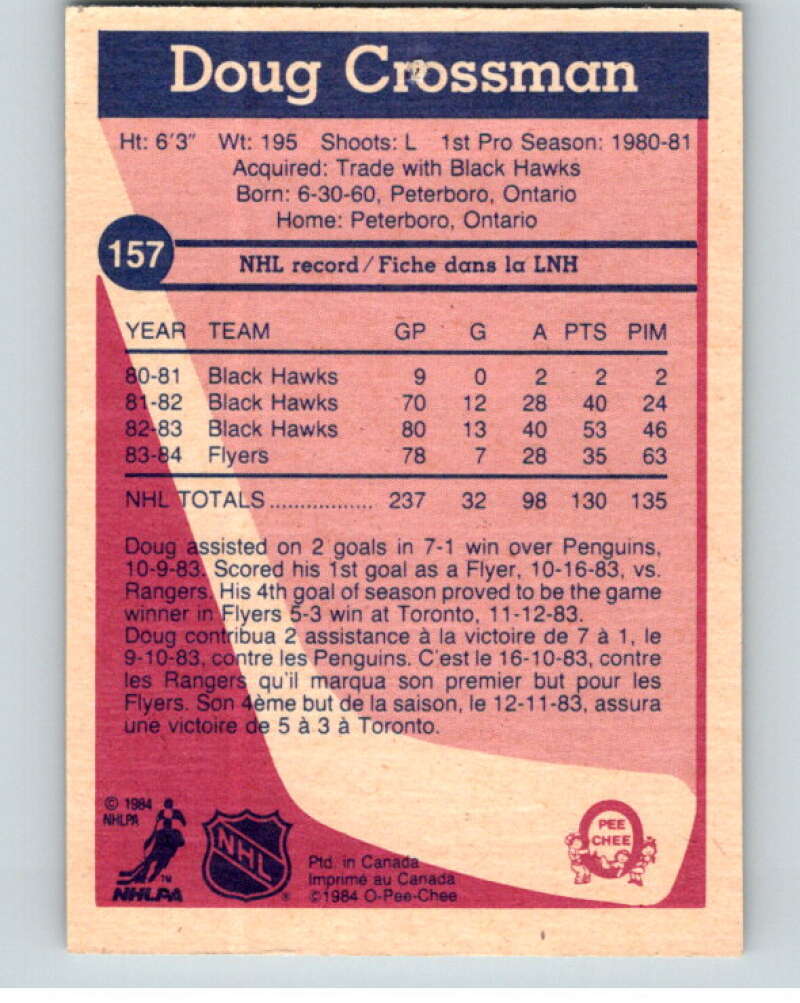 Doug Crossman
Ht: 6'3" Wt: 195 Shoots: L 1st Pro Season: 1980-81
Acquired: Trade with Black Hawks
Born: 6-30-60, Peterboro, Ontario
Home: Peterboro, Ontario
157
NHL record/Fiche dans la LNH
YEAR TEAM GP G A PTS PIM
80-81 Black Hawks 9 0 2 2 2
81-82 Black Hawks 70 12 28 40 24
82-83 Black Hawks 80 13 40 53 46
83-84 Flyers 78 7 28 35 63
NHL TOTALS................. 237 32 98 130 135
Doug assisted on 2 goals in 7-1 win over Penguins,
10-9-83. Scored his 1st goal as a Flyer, 10-16-83, vs.
Rangers. His 4th goal of season proved to be the game
winner in Flyers 5-3 win at Toronto, 11-12-83.
Doug contribua 2 assistance à la victoire de 7 à 1, le
9-10-83, contre les Penguins. C'est le 16-10-83, contre
les Rangers qu'il marqua son premier but pour les
Flyers. Son 4ème but de la saison, le 12-11-83, assura
une victoire de 5 à 3 à Toronto.
© 1984
NHLPA
TM
NHLPA
NHL
®
Ptd. in Canada
Imprimé au Canada
©1984 O-Pee-Chee
PEE
CHEE